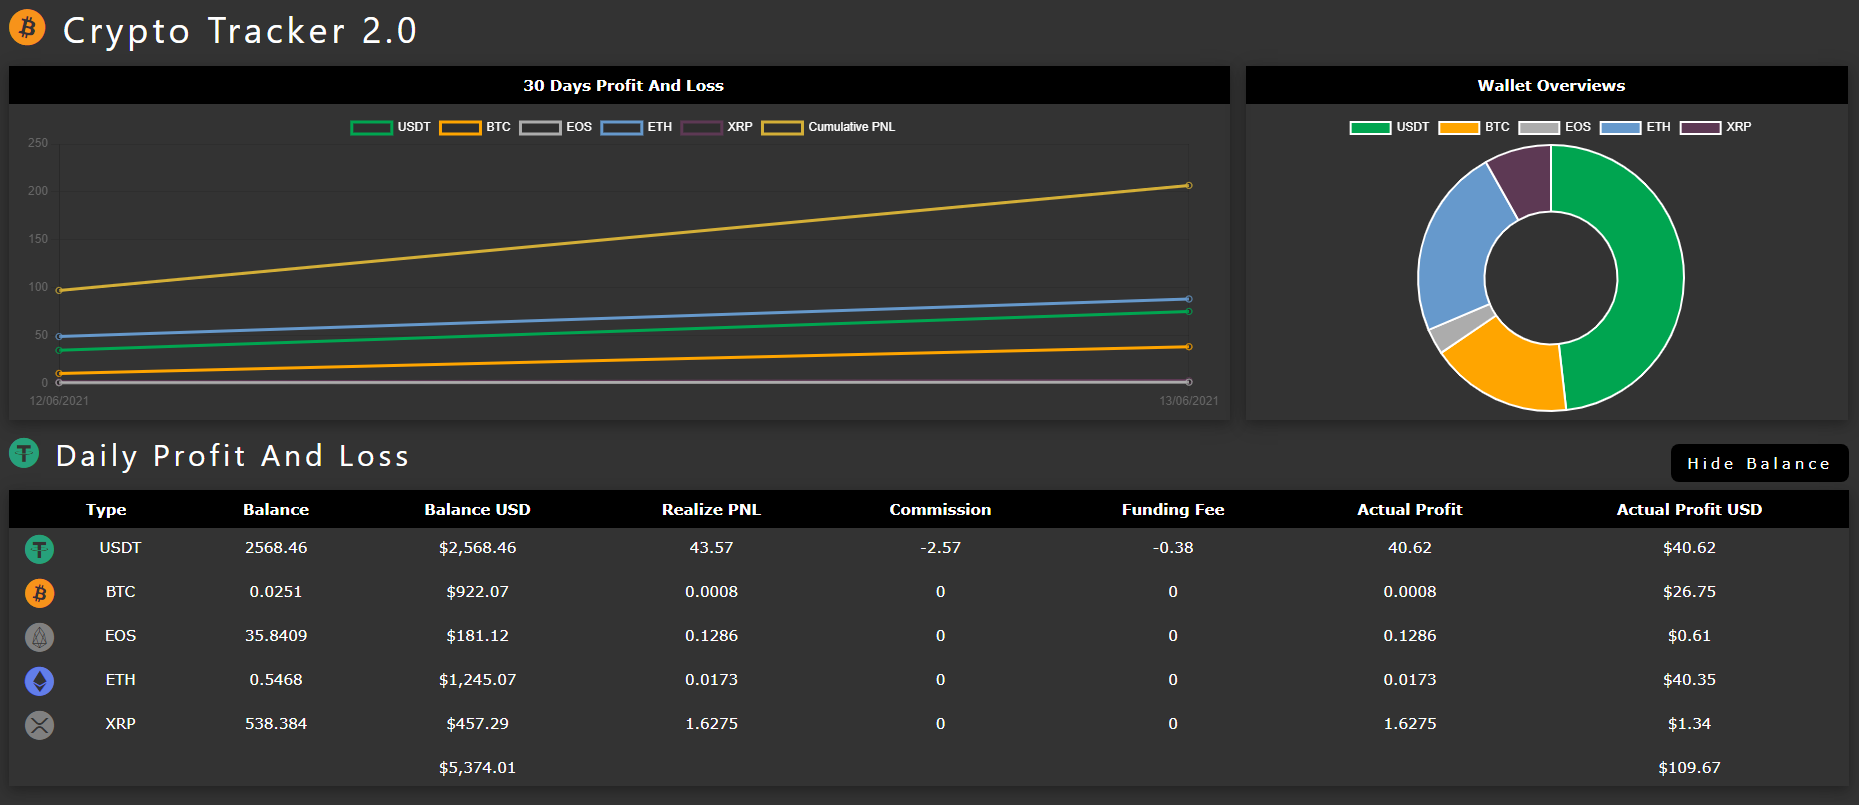 Crypto Tracker 2.0
30 Days Profit And Loss
USDT BTC EOS ETH XRP Cumulative PNL
250
200
150
100
50
0
12/06/2021 13/06/2021
Wallet Overviews
USDT BTC EOS ETH XRP
Daily Profit And Loss
Hide Balance
Type Balance Balance USD Realize PNL Commission Funding Fee Actual Profit Actual Profit USD
USDT 2568.46 $2,568.46 43.57 -2.57 -0.38 40.62 $40.62
BTC 0.0251 $922.07 0.0008 0 0 0.0008 $26.75
EOS 35.8409 $181.12 0.1286 0 0 0.1286 $0.61
ETH 0.5468 $1,245.07 0.0173 0 0 0.0173 $40.35
XRP 538.384 $457.29 1.6275 0 0 1.6275 $1.34
$5,374.01 $109.67